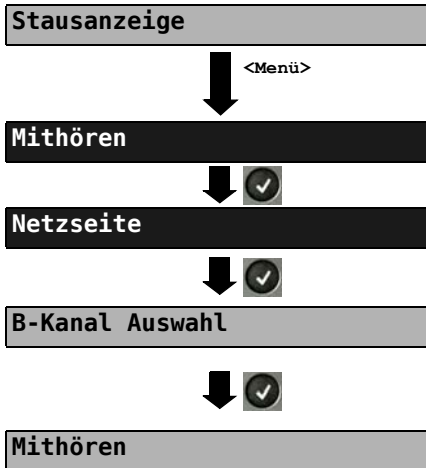 Stausanzeige
<Menü>
Mithören
Netzseite
B-Kanal Auswahl
Mithören